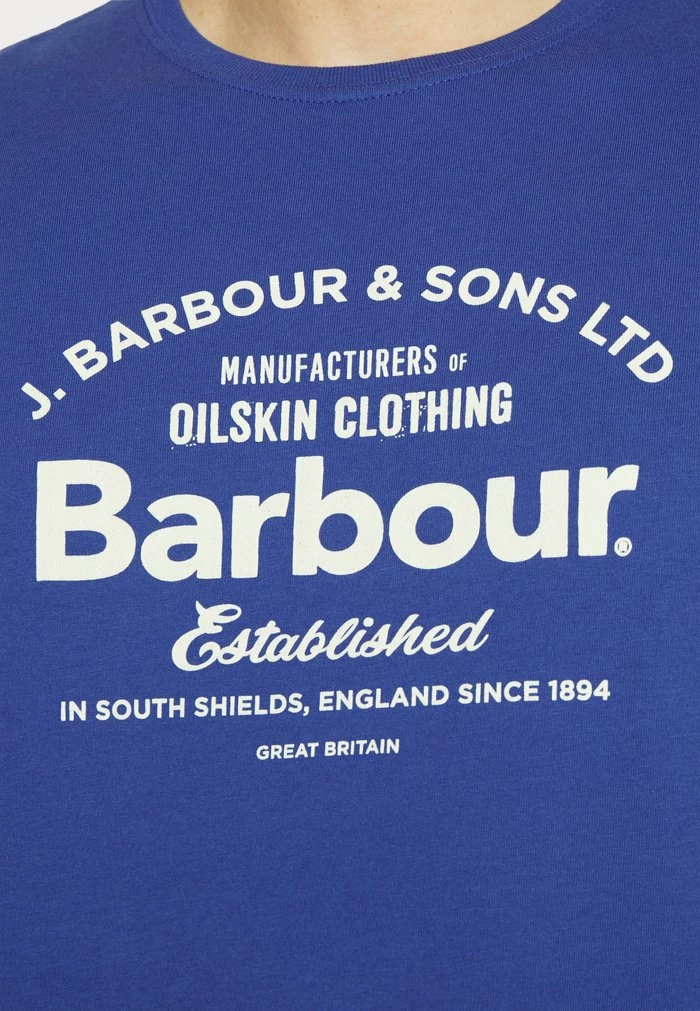 J. BARBOUR & SONS LTD
MANUFACTURERS OF
OILSKIN CLOTHING
Barbour.®
Established
IN SOUTH SHIELDS, ENGLAND SINCE 1894
GREAT BRITAIN